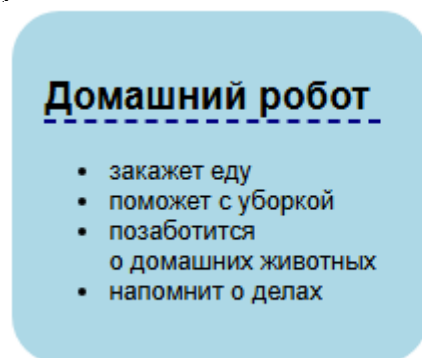 Домашний робот
• закажет еду
• поможет с уборкой
• позаботится
о домашних животных
• напомнит о делах